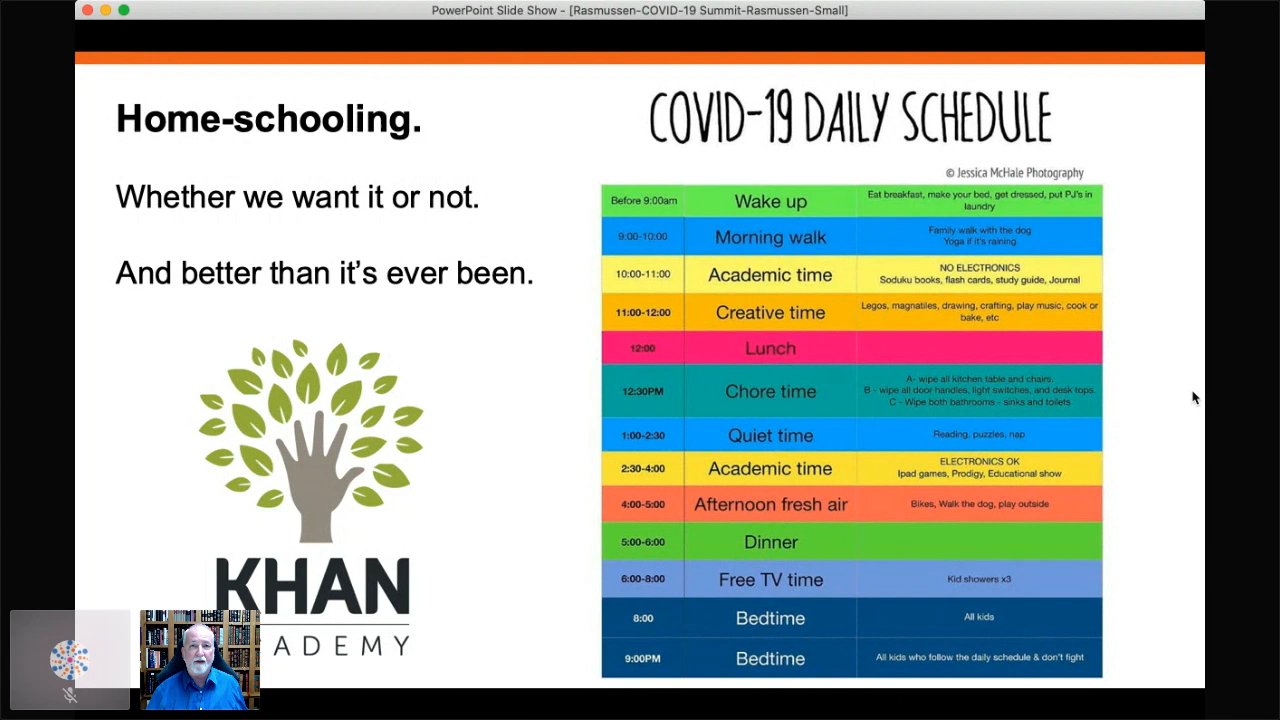 PowerPoint Slide Show - [Rasmussen-COVID-19 Summit-Rasmussen-Small]
Home-schooling.
Whether we want it or not.
And better than it's ever been.
KHAN
ADEMY
COVID-19 DAILY SCHEDULE
© Jessica McHale Photography
Before 9:00am Wake up Eat breakfast, make your bed, get dressed, put PJ's in
laundry
9:00-10:00 Morning walk Family walk with the dog
Yoga if it's raining
10:00-11:00 Academic time NO ELECTRONICS
Soduku books, flash cards, study guide, Journal
11:00-12:00 Creative time Legos, magnatiles, drawing, crafting, play music, cook or
bake, etc
12:00 Lunch
12:30PM Chore time A- wipe all kitchen table and chairs.
B - wipe all door handles, light switches, and desk tops.
C - Wipe both bathrooms - sinks and toilets
1:00-2:30 Quiet time Reading, puzzles, nap
2:30-4:00 Academic time ELECTRONICS OK
Ipad games, Prodigy, Educational show
4:00-5:00 Afternoon fresh air Bikes, Walk the dog, play outside
5:00-6:00 Dinner
6:00-8:00 Free TV time Kid showers x3
8:00 Bedtime All kids
9:00PM Bedtime All kids who follow the daily schedule & don't fight